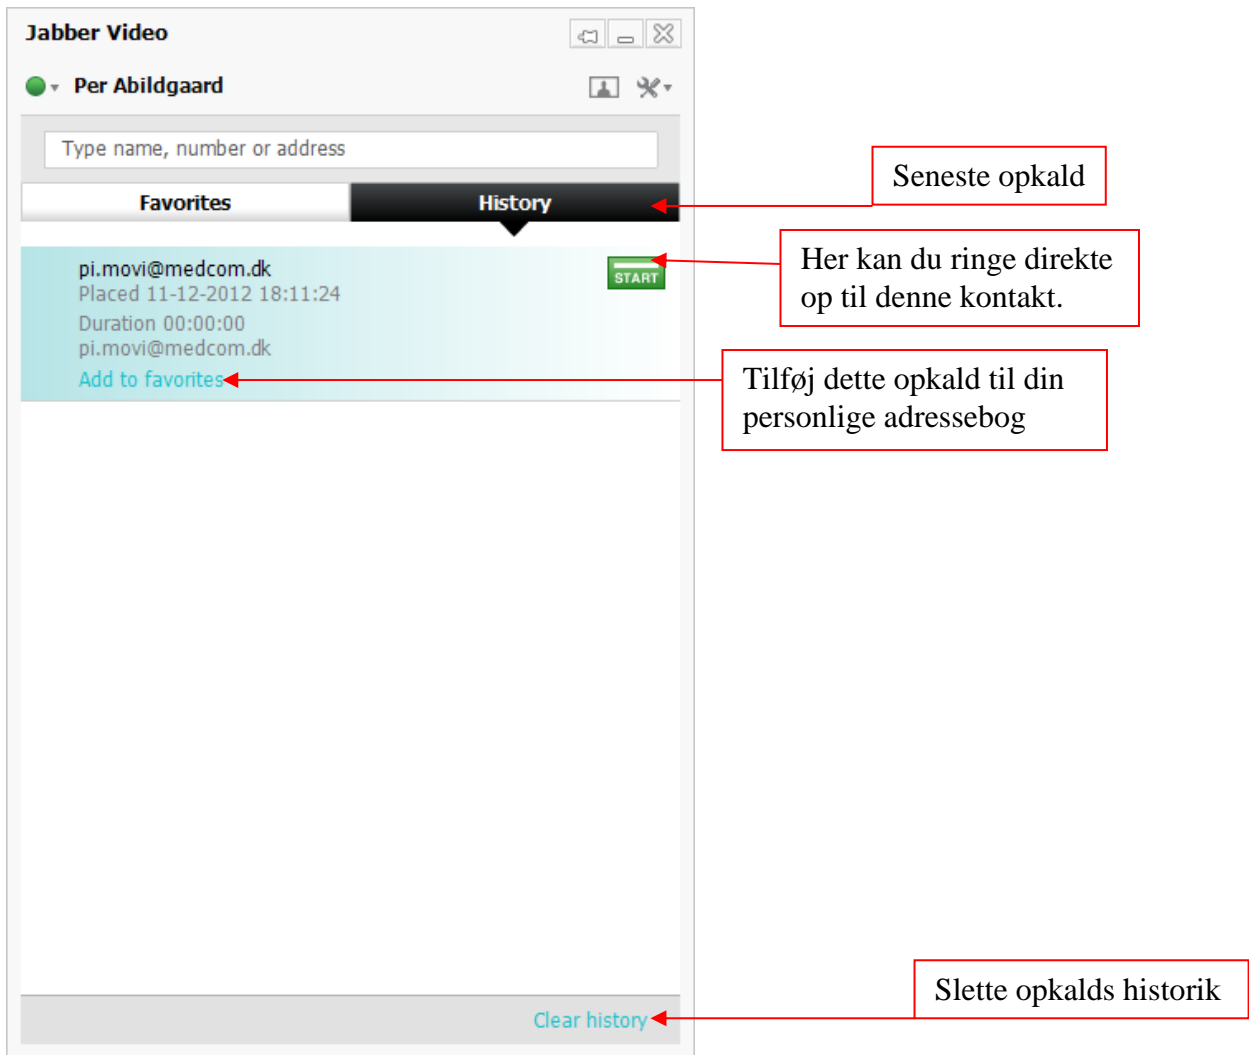 Jabber Video
Per Abildgaard
Type name, number or address
Favorites
History
Seneste opkald
pi.movi@medcom.dk
Placed 11-12-2012 18:11:24
Duration 00:00:00
pi.movi@medcom.dk
Add to favorites
START
Her kan du ringe direkte
op til denne kontakt.
Tilføj dette opkald til din
personlige adressebog
Slette opkalds historik
Clear history